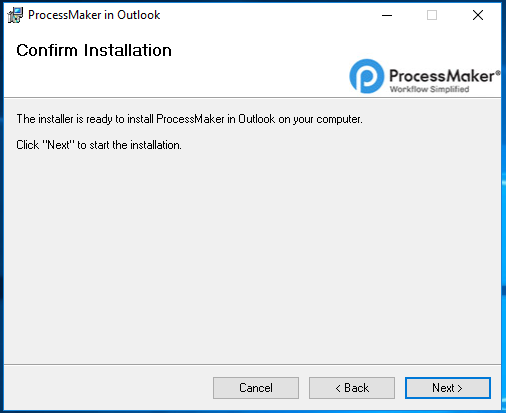 ProcessMaker in Outlook
Confirm Installation
ProcessMaker®
Workflow Simplified
The installer is ready to install ProcessMaker in Outlook on your computer.
Click "Next" to start the installation.
Cancel
< Back
Next >